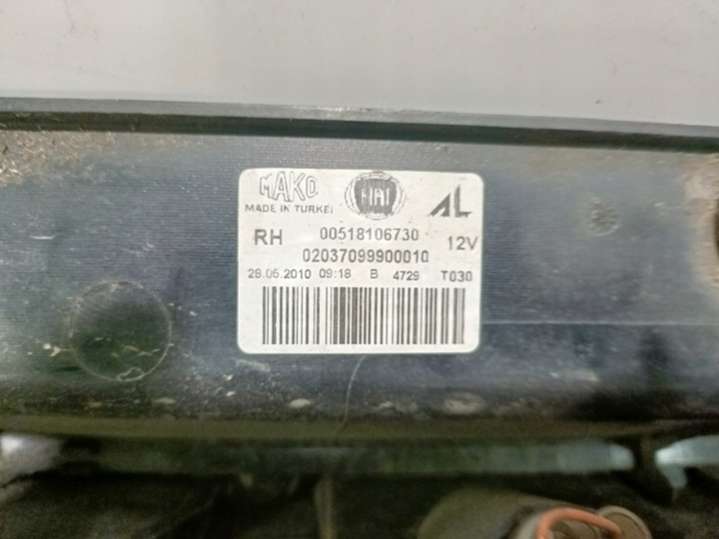 MAKO FIAT AL
MADE IN TURKEY
RH 00518106730 12V
02037099900010
28.05.2010 09:18 B 4729 T030